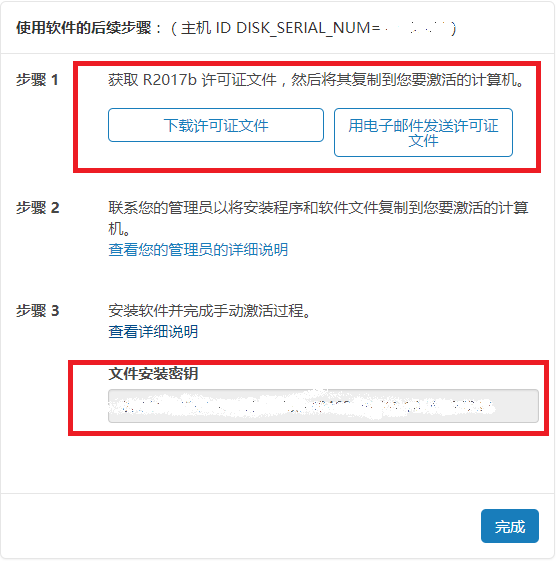 使用软件的后续步骤：（主机 ID DISK_SERIAL_NUM=
步骤 1
获取 R2017b 许可证文件，然后将其复制到您要激活的计算机。
下载许可证文件
用电子邮件发送许可证
文件
步骤 2
联系您的管理员以将安装程序和软件文件复制到您要激活的计算
机。
查看您的管理员的详细说明
步骤 3
安装软件并完成手动激活过程。
查看详细说明
文件安装密钥
完成